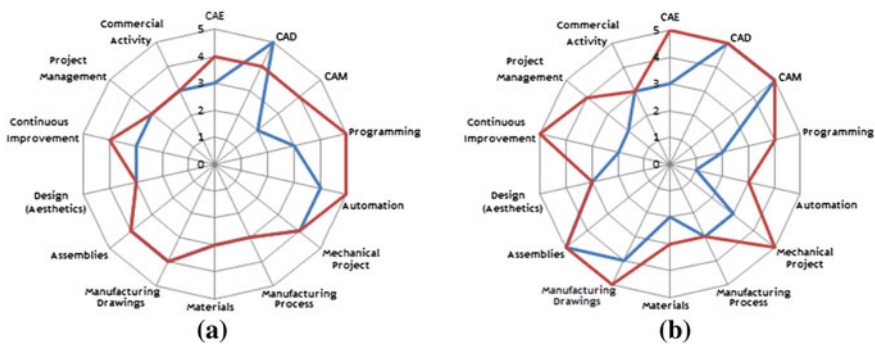 CAE
Commercial
Activity
CAD
Project
Management
CAM
Continuous
Improvement
Programming
Design
(Aesthetics)
Automation
Assemblies
Mechanical
Project
Manufacturing
Drawings
Manufacturing
Process
Materials
5
4
3
2
1
0
(a)
CAE
Commercial
Activity
CAD
Project
Management
CAM
Continuous
Improvement
Programming
Design
(Aesthetics)
Automation
Assemblies
Mechanical
Project
Manufacturing
Drawings
Manufacturing
Process
Materials
5
4
3
2
1
0
(b)